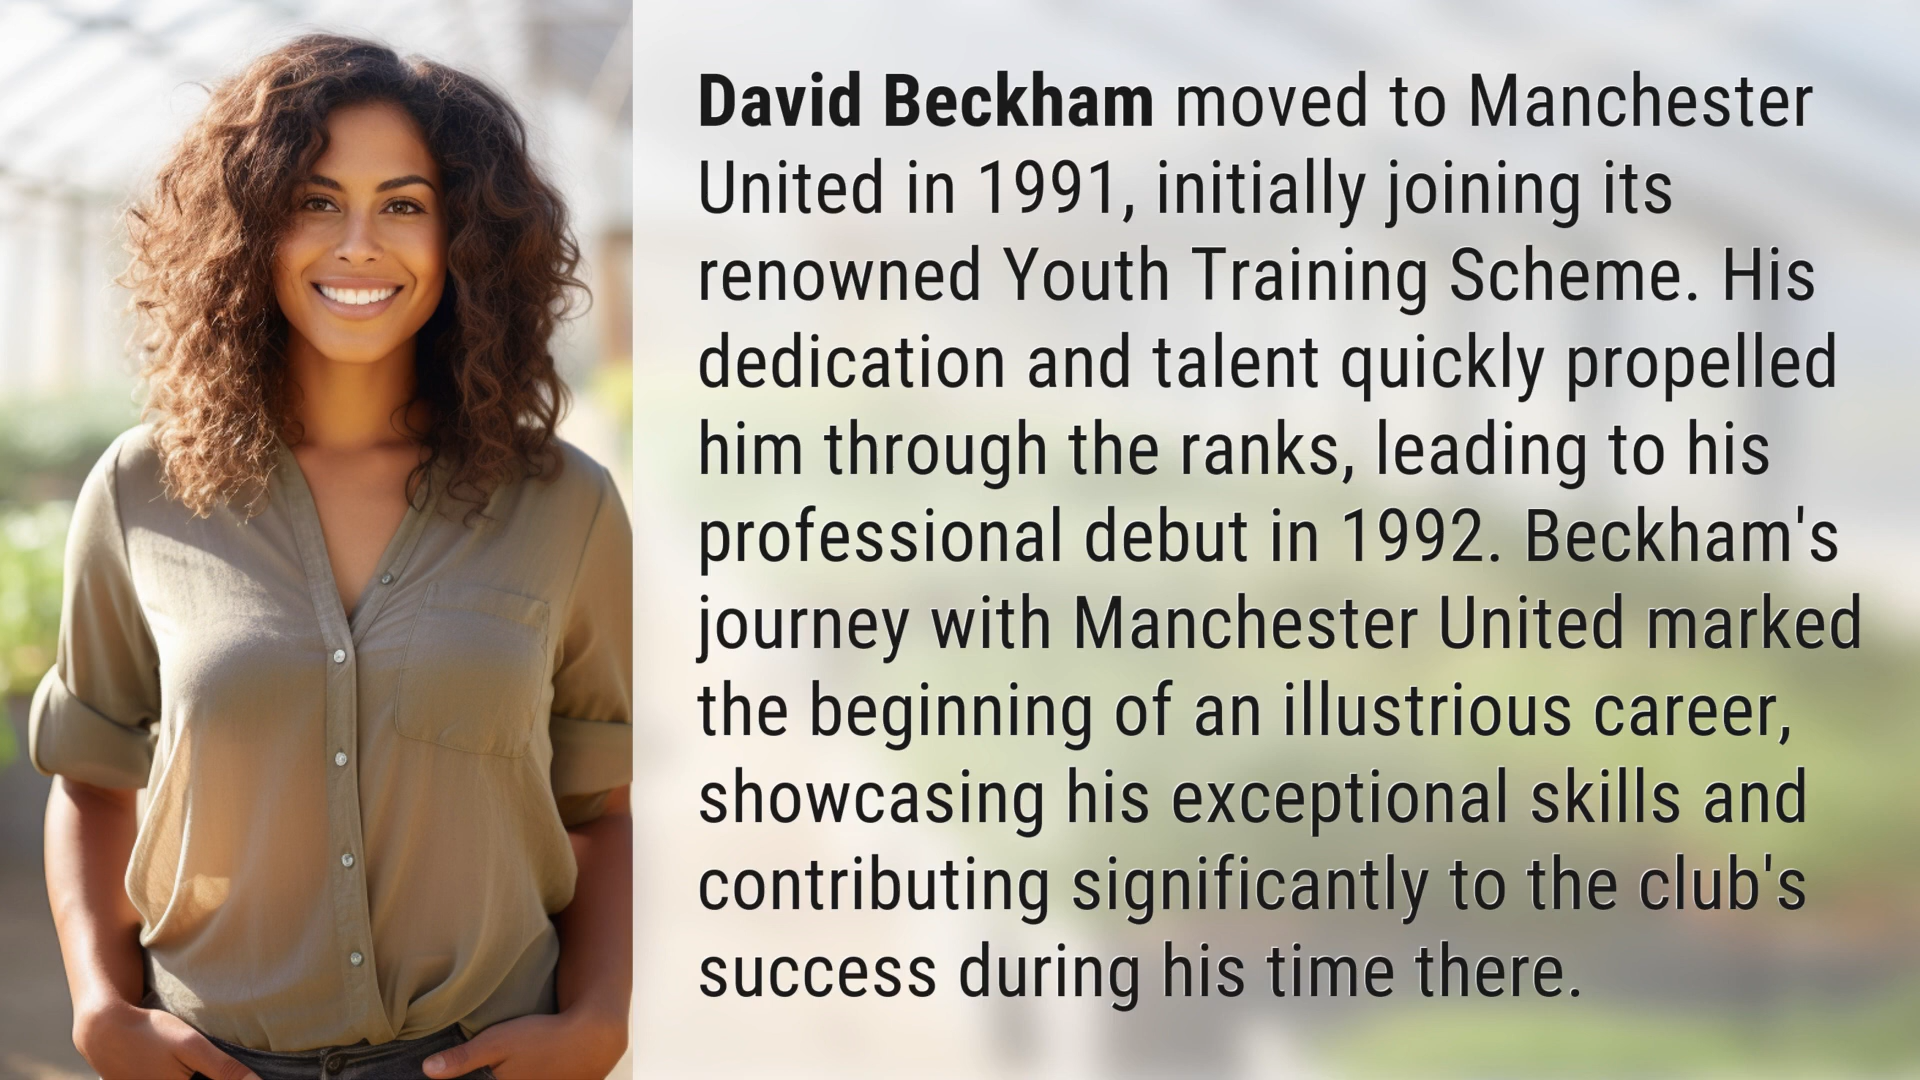 David Beckham moved to Manchester
United in 1991, initially joining its
renowned Youth Training Scheme. His
dedication and talent quickly propelled
him through the ranks, leading to his
professional debut in 1992. Beckham's
journey with Manchester United marked
the beginning of an illustrious career,
showcasing his exceptional skills and
contributing significantly to the club's
success during his time there.